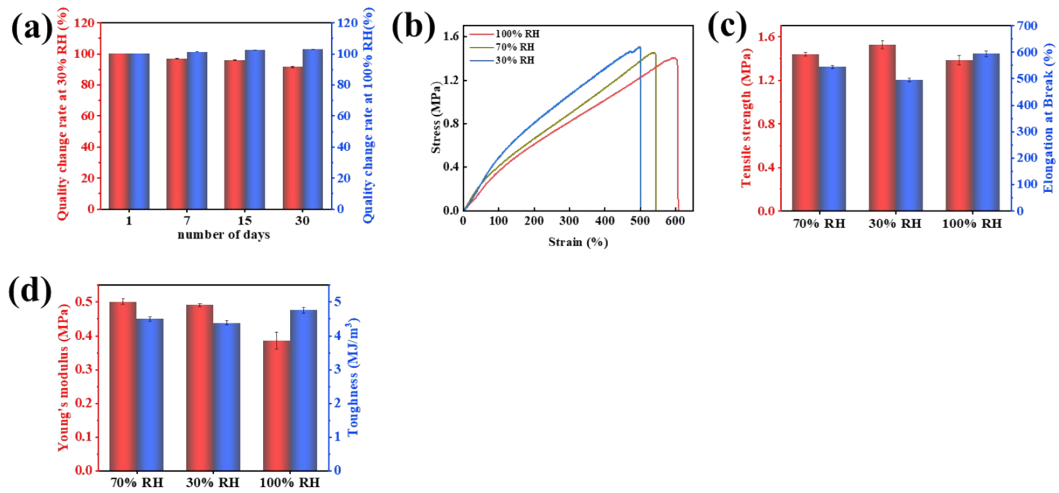 (a)
Quality change rate at 30% RH (%)
120
100
80
60
40
20
0
1
7
15
30
number of days
120
100
80
60
40
20
0
Quality change rate at 100% RH(%)
(b)
Stress (MPa)
1.6
1.2
0.8
0.4
0.0
100% RH
70% RH
30% RH
0
100
200
300
400
500
600
Strain (%)
(c)
Tensile strength (MPa)
1.6
1.2
0.8
0.4
0.0
70% RH
30% RH
100% RH
700
600
500
400
300
200
100
0
Elongation at Break (%)
(d)
Young's modulus (MPa)
0.5
0.4
0.3
0.2
0.1
0.0
70% RH
30% RH
100% RH
5
4
3
2
1
0
Toughness (MJ/m³)